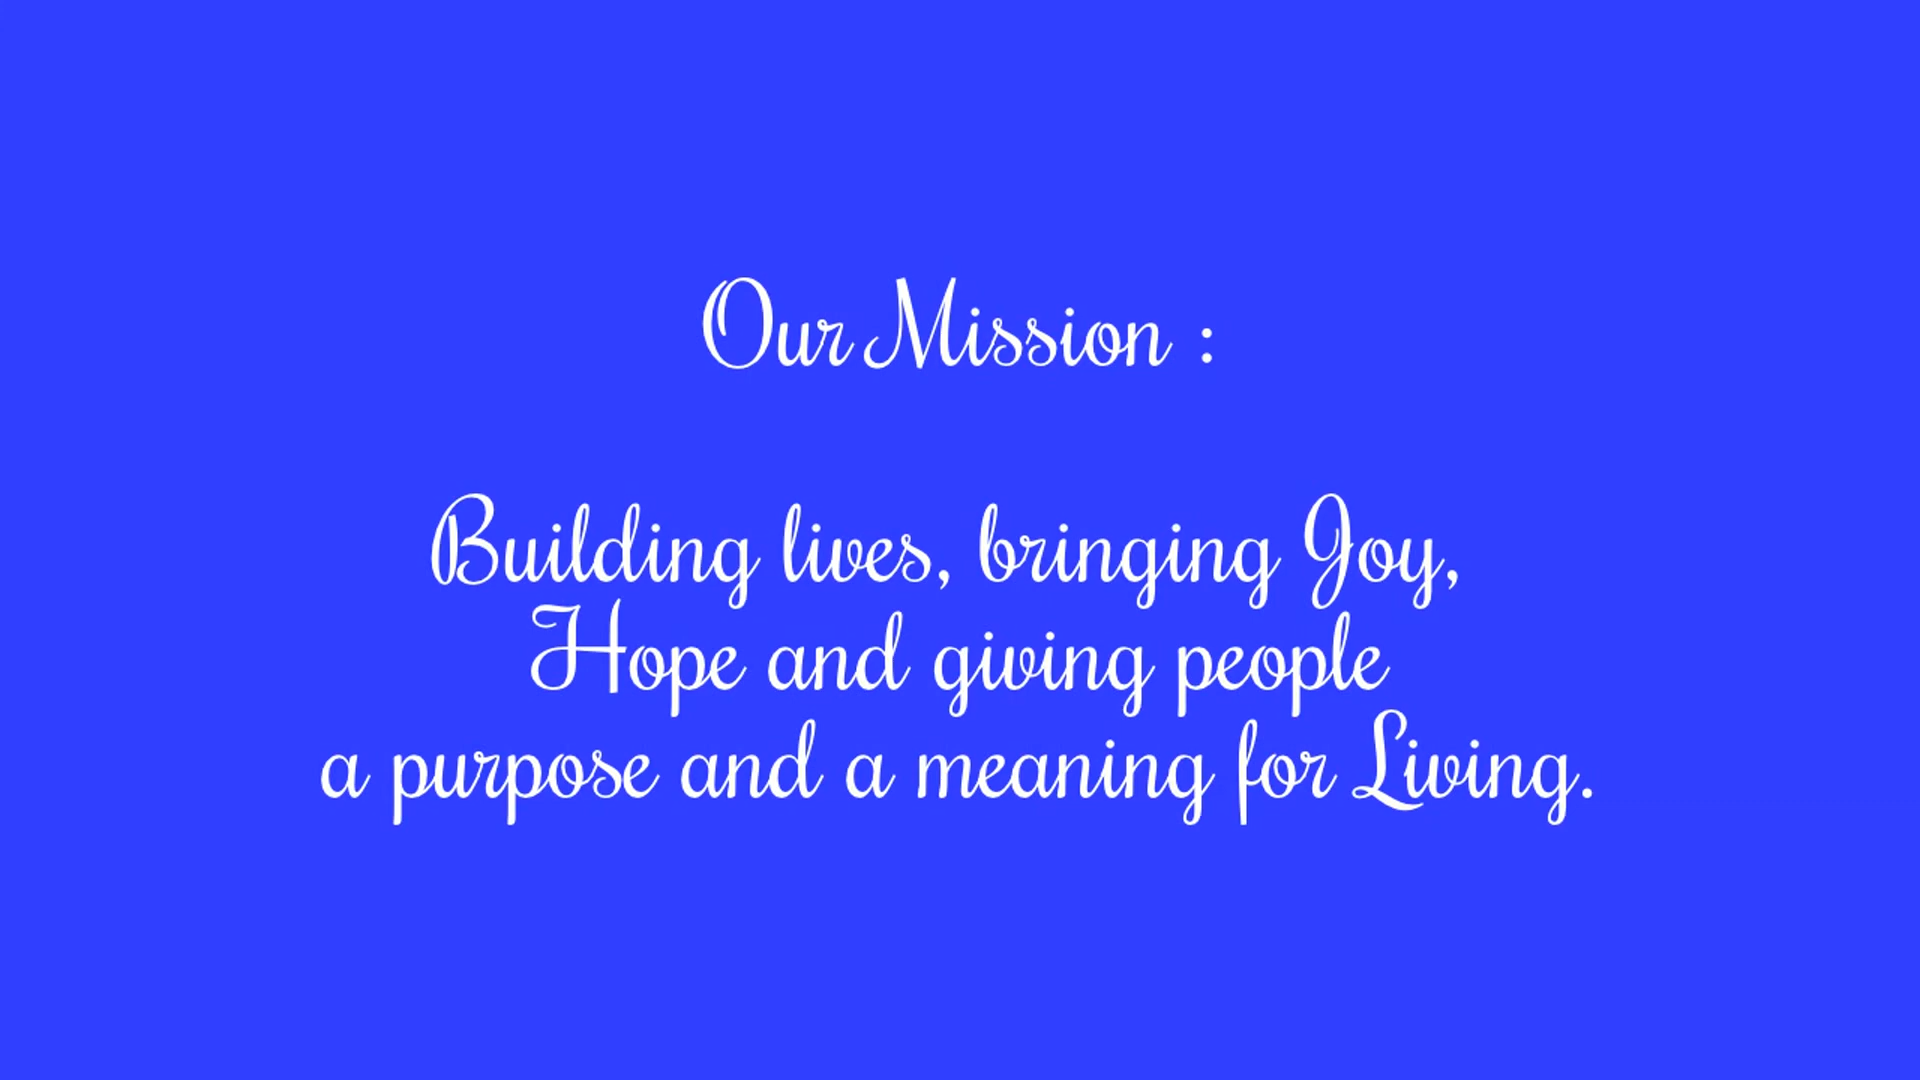 Our Mission :
Building lives, bringing Joy,
Hope and giving people
a purpose and a meaning for Living.